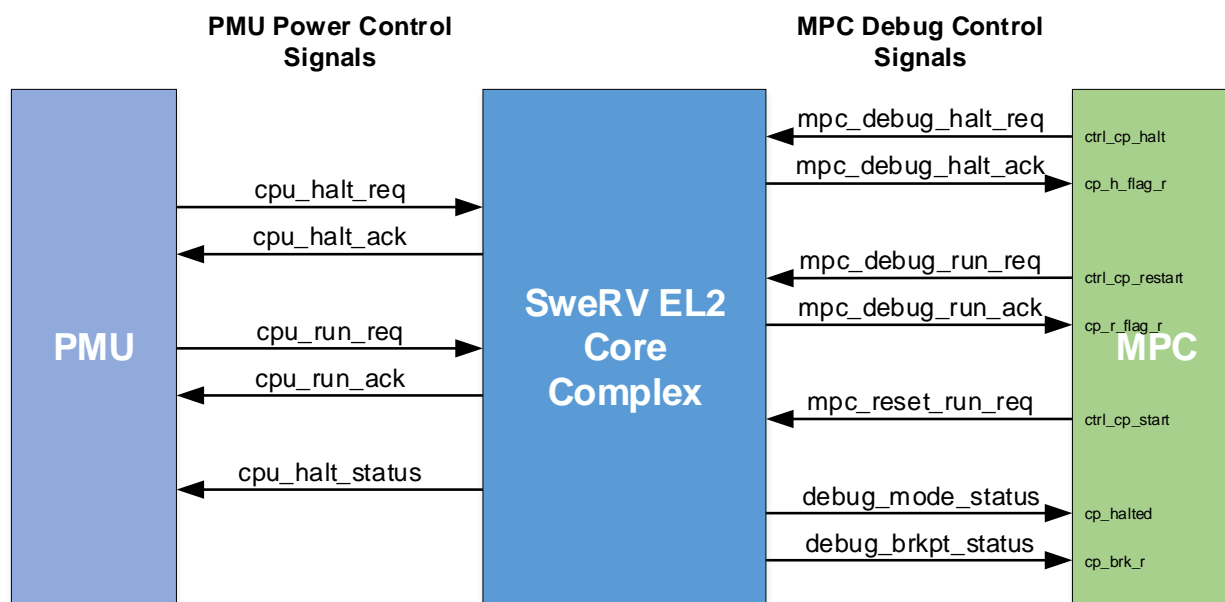 PMU Power Control
Signals
MPC Debug Control
Signals
PMU
cpu_halt_req
cpu_halt_ack
cpu_run_req
cpu_run_ack
cpu_halt_status
SweRV EL2
Core
Complex
mpc_debug_halt_req
mpc_debug_halt_ack
mpc_debug_run_req
mpc_debug_run_ack
mpc_reset_run_req
debug_mode_status
debug_brkpt_status
ctrl_cp_halt
cp_h_flag_r
ctrl_cp_restart
cp_r_flag_r
MPC
ctrl_cp_start
cp_halted
cp_brk_r